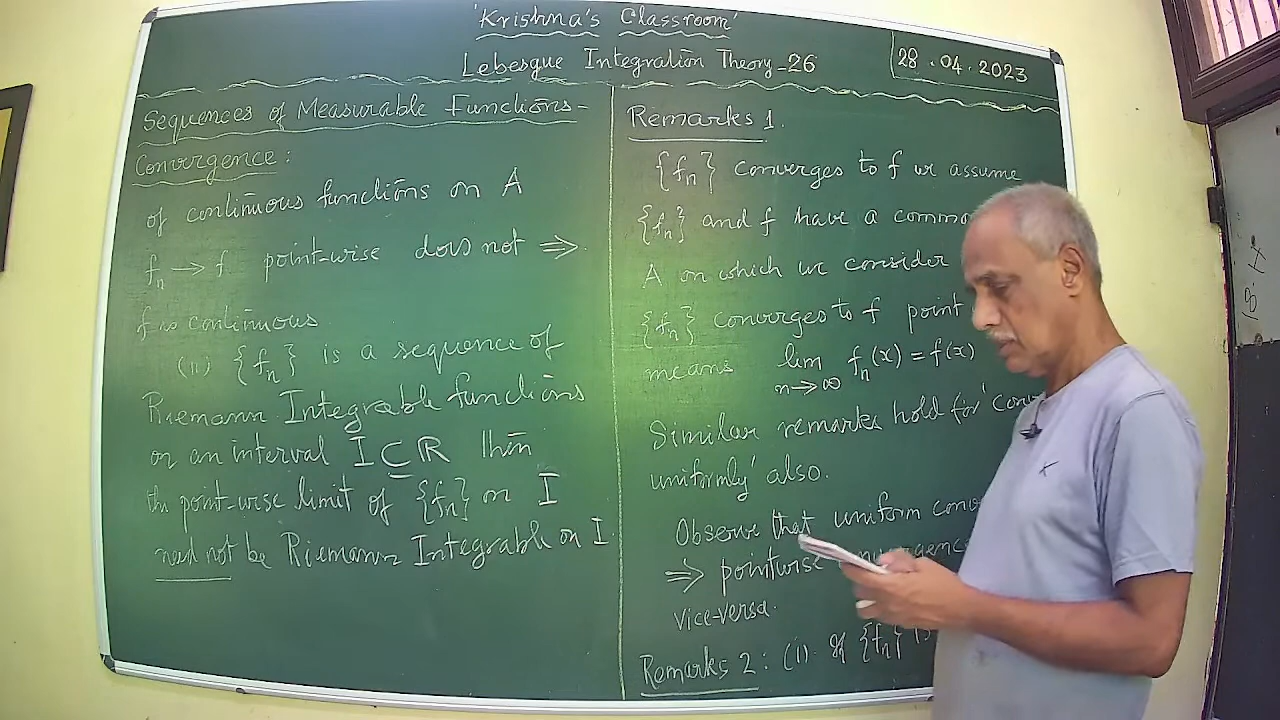 'Krishna's Classroom'
Lebesgue Integration Theory-26
28.04.2023
Sequences of Measurable Functions-
Convergence:
of continuous functions on A
fₙ → f point-wise does not ⇒
f is continuous
(ii) {fₙ} is a sequence of
Riemann Integrable functions
on an interval I ⊆ ℝ then
the point-wise limit of {fₙ} on I
need not be Riemann Integrable on I.
Remarks 1.
{fₙ} converges to f we assume
{fₙ} and f have a common
A on which we consider
{fₙ} converges to f point
means lim n→∞ fₙ(x) = f(x)
Similar remarks hold for 'conv
uniformly' also.
Observe that uniform conv
⇒ pointwise convergence
vice-versa.
Remarks 2: (i) If {fₙ} is